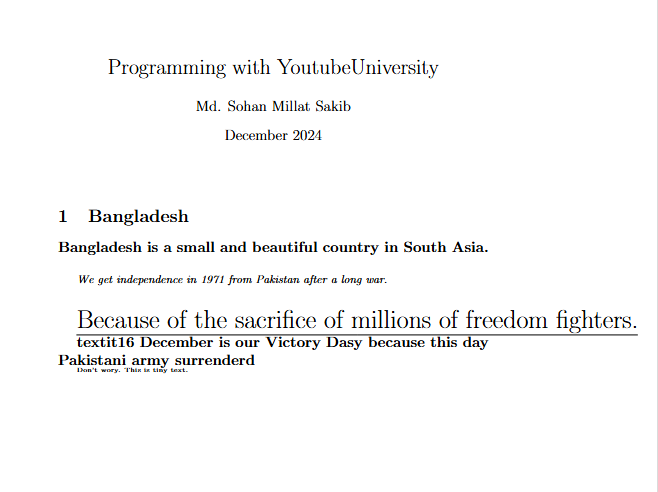 Programming with YoutubeUniversity
Md. Sohan Millat Sakib
December 2024
1 Bangladesh
Bangladesh is a small and beautiful country in South Asia.
We get independence in 1971 from Pakistan after a long war.
Because of the sacrifice of millions of freedom fighters.
textit16 December is our Victory Dasy because this day
Pakistani army surrenderd
Don't wory. This is tiny text.